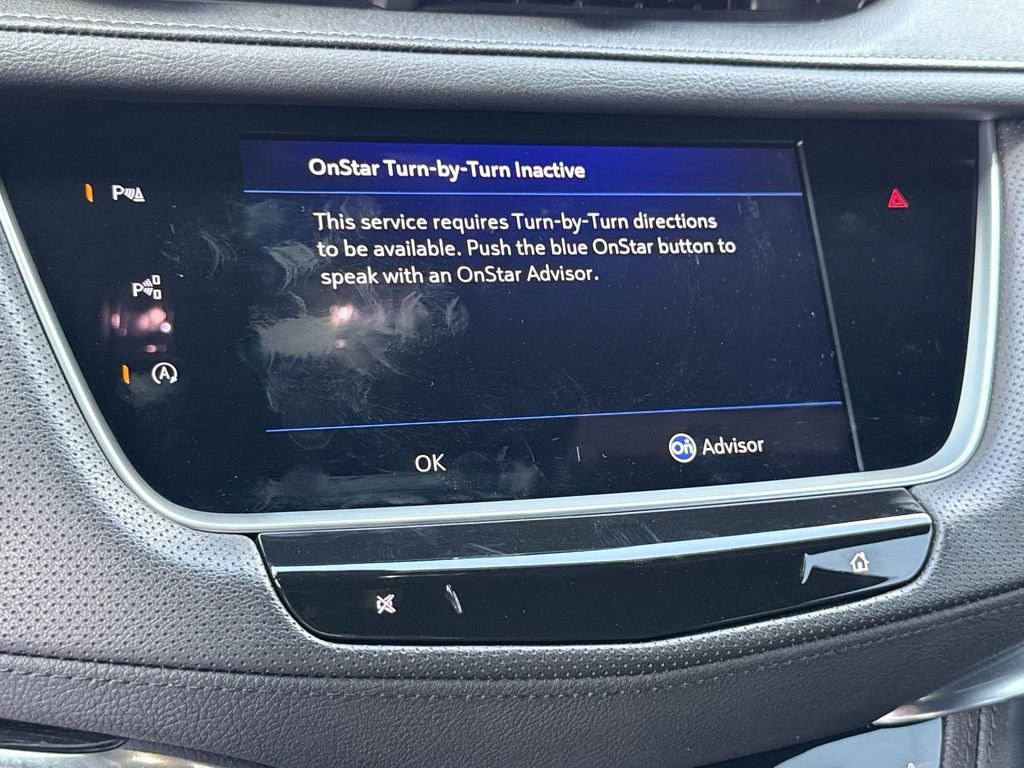 OnStar Turn-by-Turn Inactive
This service requires Turn-by-Turn directions
to be available. Push the blue OnStar button to
speak with an OnStar Advisor.
P
P
A
OK
On Advisor